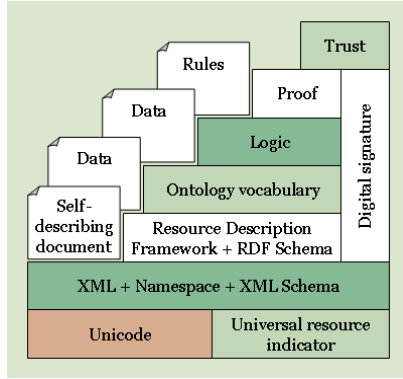 Trust
Rules
Proof
Data
Logic
Digital signature
Data
Ontology vocabulary
Self-
describing
document
Resource Description
Framework + RDF Schema
XML + Namespace + XML Schema
Unicode
Universal resource
indicator